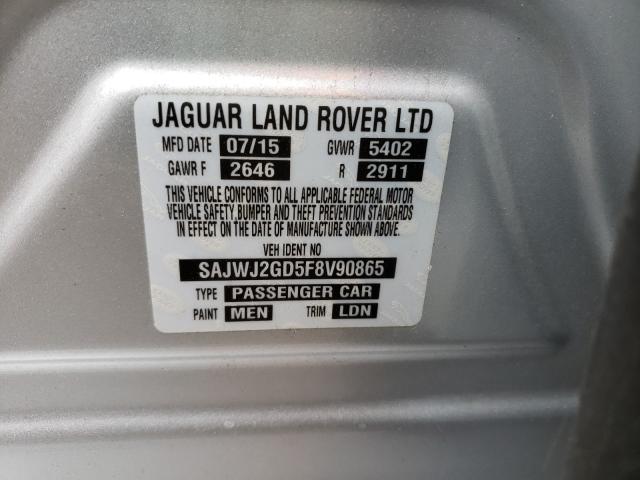 JAGUAR LAND ROVER LTD
MFD DATE 07/15 GVWR 5402
GAWR F 2646 R 2911
THIS VEHICLE CONFORMS TO ALL APPLICABLE FEDERAL MOTOR
VEHICLE SAFETY,BUMPER AND THEFT PREVENTION STANDARDS
IN EFFECT ON THE DATE OF MANUFACTURE SHOWN ABOVE.
VEH IDENT NO
SAJWJ2GD5F8V90865
TYPE PASSENGER CAR
PAINT MEN TRIM LDN